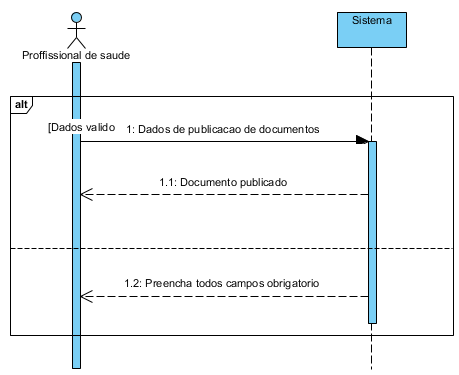 Proffissional de saude
Sistema
alt
[Dados valido
1: Dados de publicacao de documentos
1.1: Documento publicado
1.2: Preencha todos campos obrigatorio